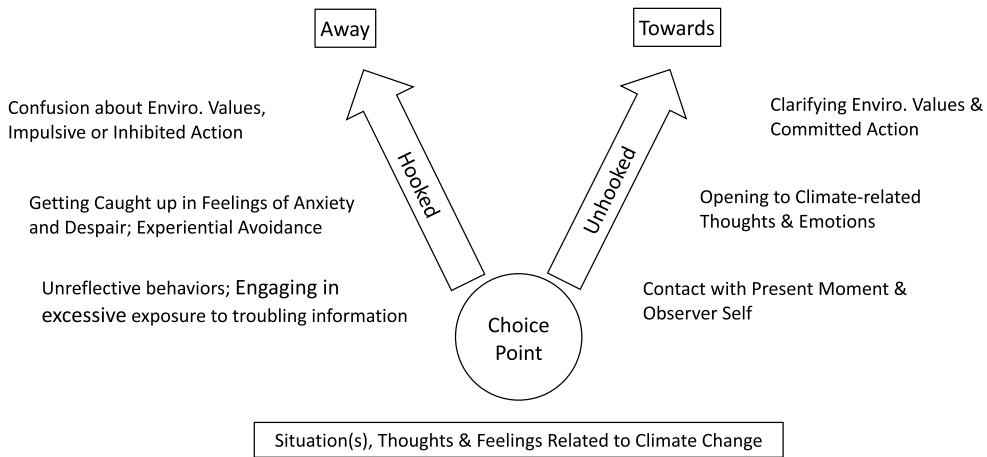 Away
Towards
Confusion about Enviro. Values,
Impulsive or Inhibited Action
Clarifying Enviro. Values &
Committed Action
Hooked
Unhooked
Getting Caught up in Feelings of Anxiety
and Despair; Experiential Avoidance
Opening to Climate-related
Thoughts & Emotions
Unreflective behaviors; Engaging in
excessive exposure to troubling information
Contact with Present Moment &
Observer Self
Choice
Point
Situation(s), Thoughts & Feelings Related to Climate Change